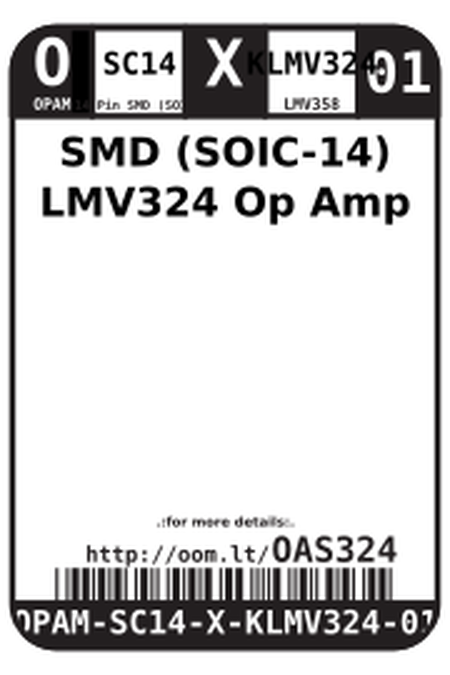 O SC14 X KLMV324 01
OPAM 14 Pin SMD (SO LMV358
SMD (SOIC-14)
LMV324 Op Amp
.:for more details:.
http://oom.lt/OAS324
OPAM-SC14-X-KLMV324-01